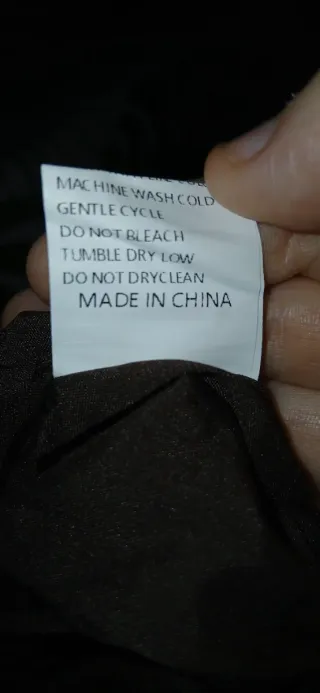 MACHINE WASH COLD
GENTLE CYCLE
DO NOT BLEACH
TUMBLE DRY LOW
DO NOT DRYCLEAN
MADE IN CHINA